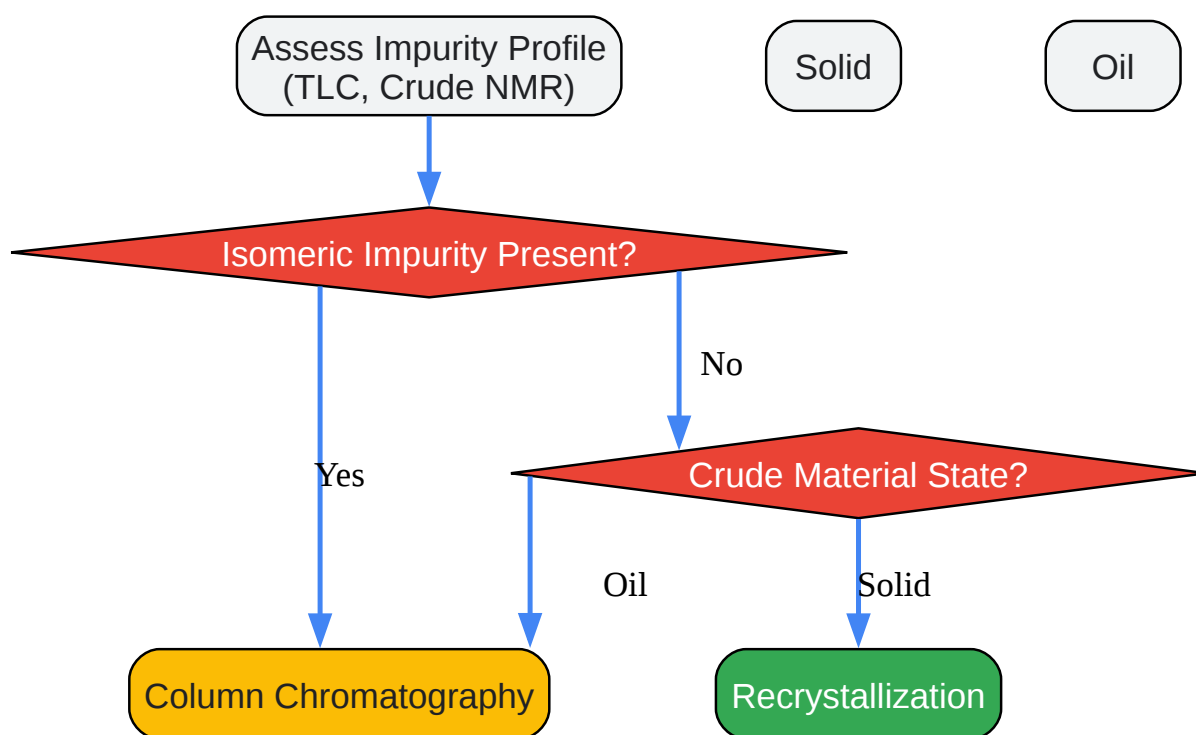 Assess Impurity Profile
(TLC, Crude NMR)
Solid
Oil
Isomeric Impurity Present?
No
Yes
Crude Material State?
Oil
Solid
Column Chromatography
Recrystallization